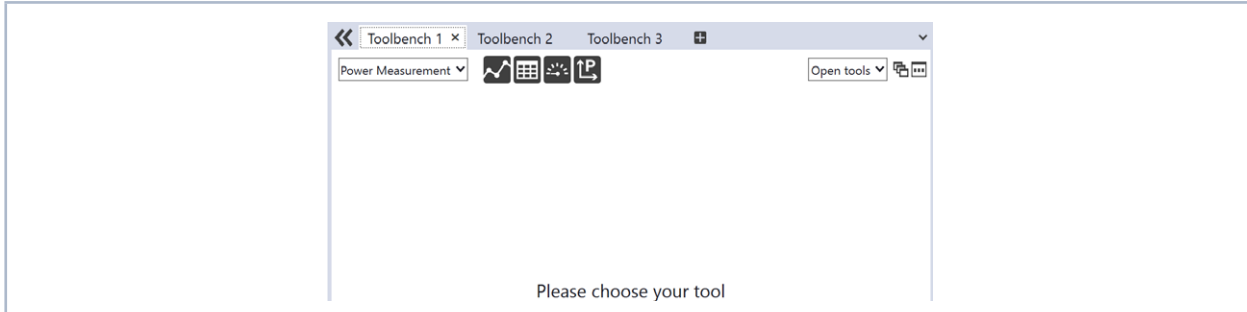 Toolbench 1 × Toolbench 2 Toolbench 3
Power Measurement P Open tools
Please choose your tool